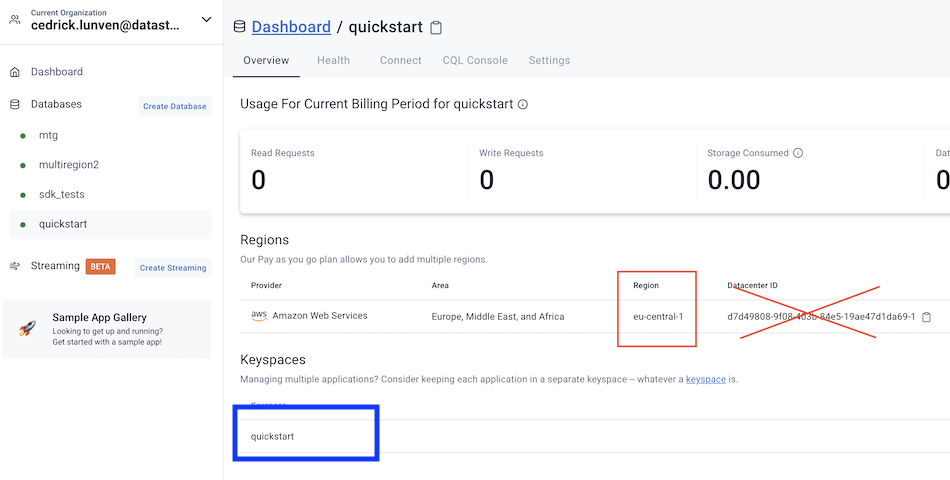 Current Organization
cedrick.lunven@datast...
Dashboard / quickstart
Overview Health Connect CQL Console Settings
Dashboard
Databases Create Database
mtg
multiregion2
sdk_tests
quickstart
Streaming BETA Create Streaming
Sample App Gallery
Looking to get up and running?
Get started with a sample app!
Usage For Current Billing Period for quickstart
Read Requests Write Requests Storage Consumed Dat
0 0 0.00 0
Regions
Our Pay as you go plan allows you to add multiple regions.
Provider Area Region Datacenter ID
aws Amazon Web Services Europe, Middle East, and Africa eu-central-1 d7d49808-9f08-403b-84e5-19ae47d1da69-1
Keyspaces
Managing multiple applications? Consider keeping each application in a separate keyspace – whatever a keyspace is.
Keyspace
quickstart